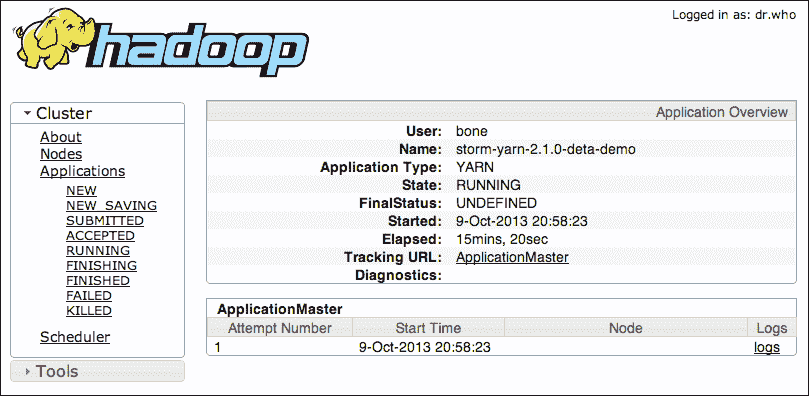 Logged in as: dr.who
hadoop
Cluster
About
Nodes
Applications
NEW
NEW_SAVING
SUBMITTED
ACCEPTED
RUNNING
FINISHING
FINISHED
FAILED
KILLED
Scheduler
Tools
Application Overview
User: bone
Name: storm-yarn-2.1.0-deta-demo
Application Type: YARN
State: RUNNING
FinalStatus: UNDEFINED
Started: 9-Oct-2013 20:58:23
Elapsed: 15mins, 20sec
Tracking URL: ApplicationMaster
Diagnostics:
ApplicationMaster
Attempt Number Start Time Node Logs
1 9-Oct-2013 20:58:23 logs